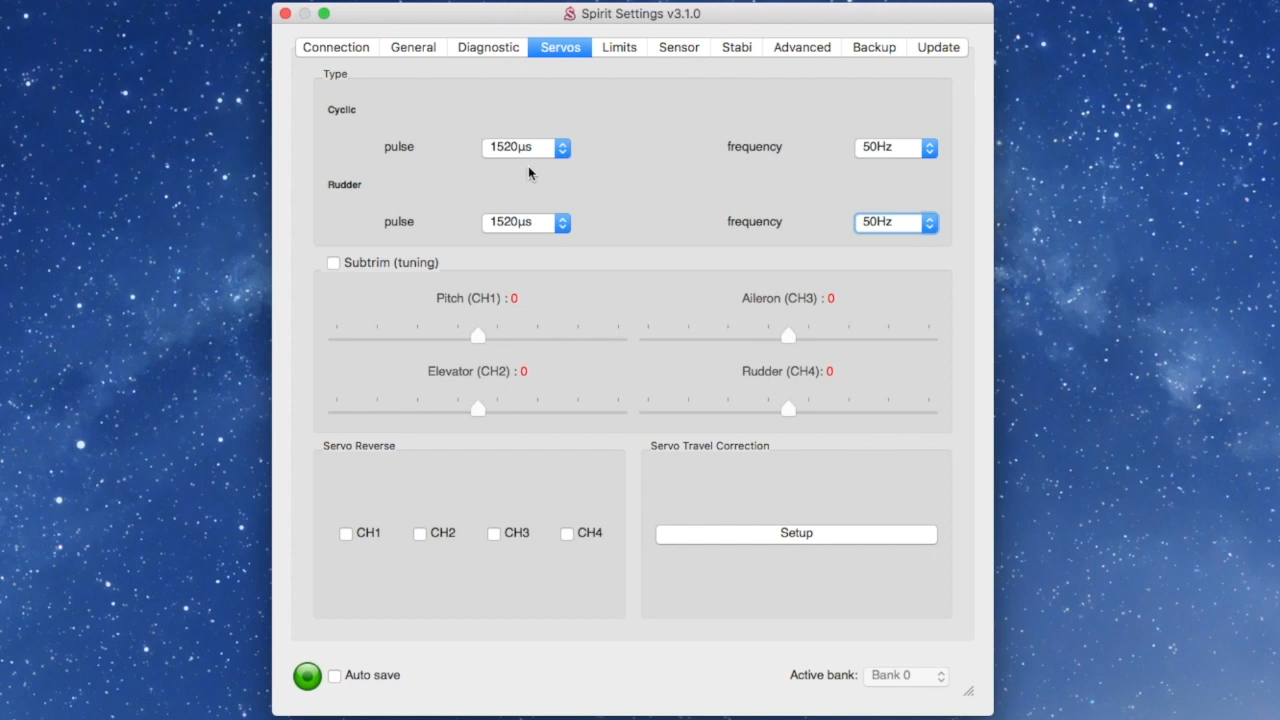 Spirit Settings v3.1.0
Connection General Diagnostic Servos Limits Sensor Stabi Advanced Backup Update
Type
Cyclic
pulse 1520µs frequency 50Hz
Rudder
pulse 1520µs frequency 50Hz
Subtrim (tuning)
Pitch (CH1) : 0 Aileron (CH3) : 0
Elevator (CH2) : 0 Rudder (CH4): 0
Servo Reverse Servo Travel Correction
CH1 CH2 CH3 CH4 Setup
Auto save Active bank: Bank 0